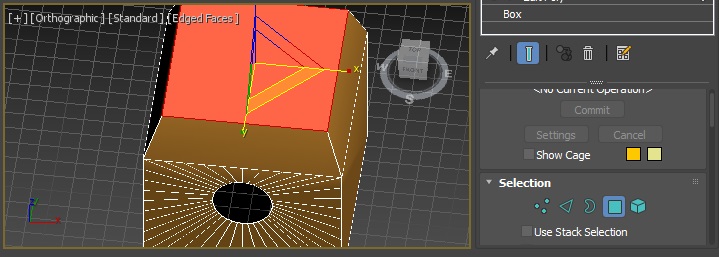 [+] [Orthographic] [Standard] [Edged Faces]
TOP
FRONT
W
E
S
x
y
z
x
Box
<No Current Operation>
Commit
Settings
Cancel
Show Cage
Selection
Use Stack Selection